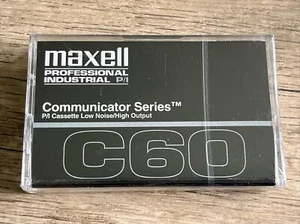 maxell
PROFESSIONAL
INDUSTRIAL P/I
Communicator Series™
P/I Cassette Low Noise/High Output
C60